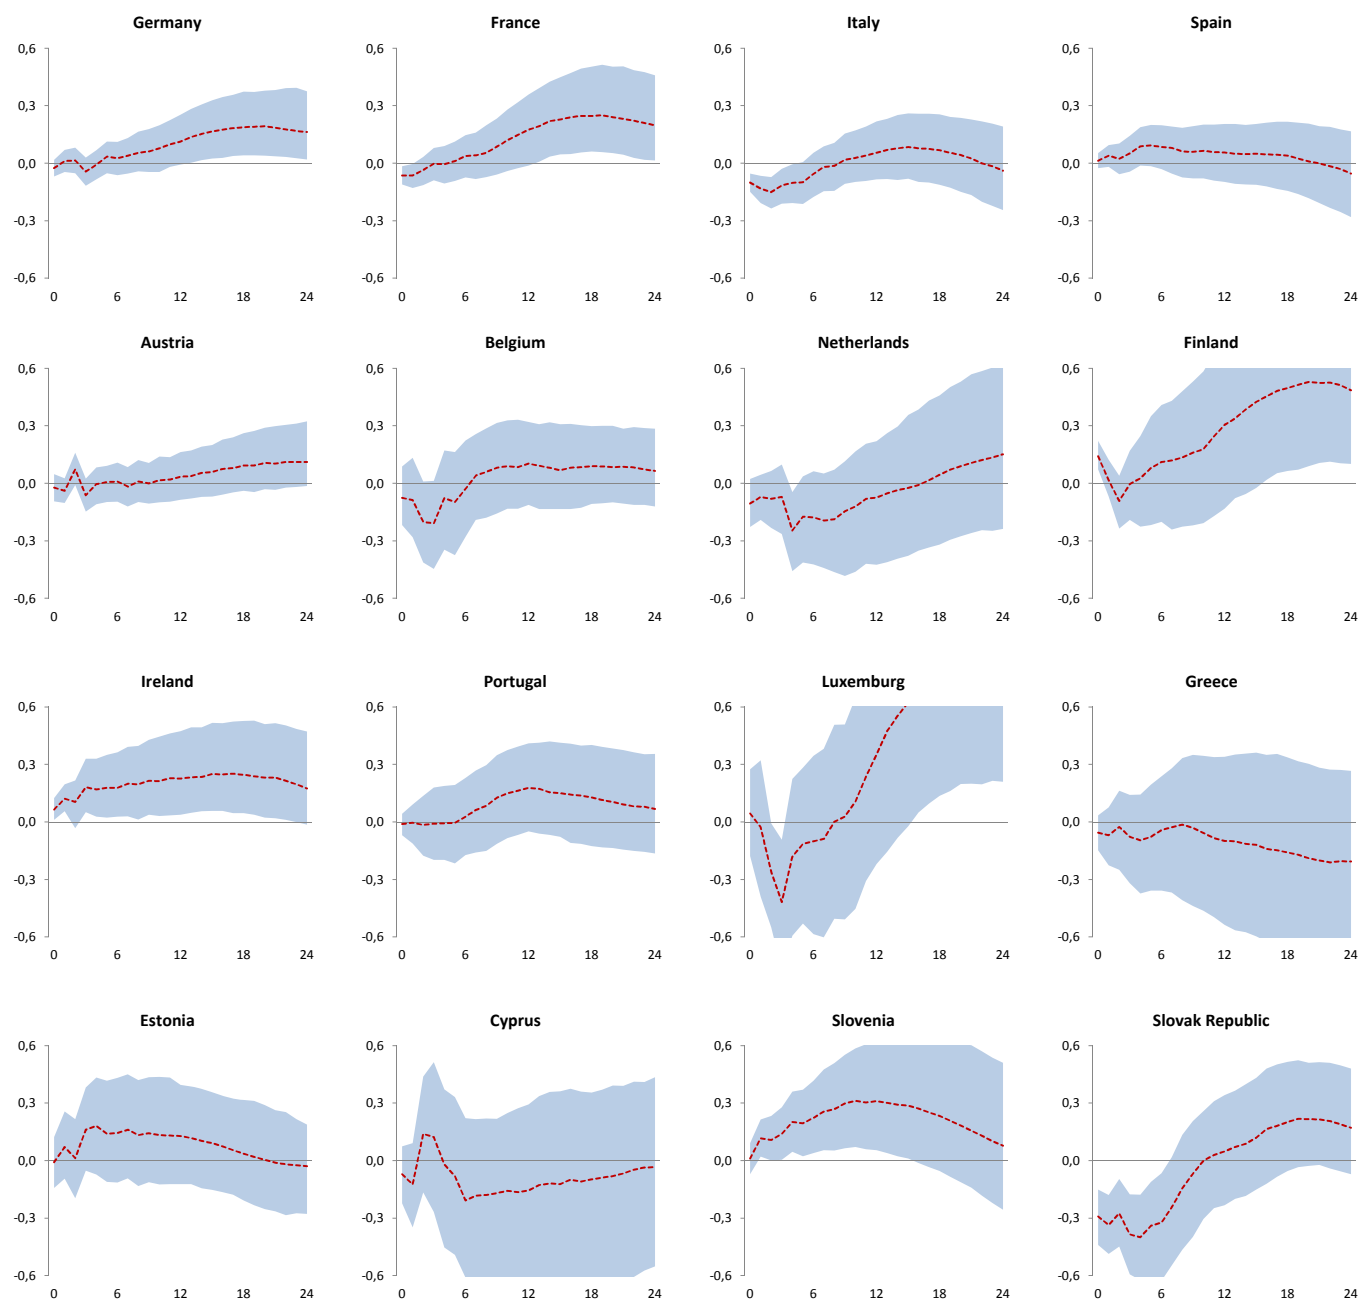 Germany France Italy Spain
0,6 0,6 0,6 0,6
0,3 0,3 0,3 0,3
0,0 0,0 0,0 0,0
-0,3 -0,3 -0,3 -0,3
-0,6 -0,6 -0,6 -0,6
0 6 12 18 24 0 6 12 18 24 0 6 12 18 24 0 6 12 18 24
Austria Belgium Netherlands Finland
0,6 0,6 0,6 0,6
0,3 0,3 0,3 0,3
0,0 0,0 0,0 0,0
-0,3 -0,3 -0,3 -0,3
-0,6 -0,6 -0,6 -0,6
0 6 12 18 24 0 6 12 18 24 0 6 12 18 24 0 6 12 18 24
Ireland Portugal Luxemburg Greece
0,6 0,6 0,6 0,6
0,3 0,3 0,3 0,3
0,0 0,0 0,0 0,0
-0,3 -0,3 -0,3 -0,3
-0,6 -0,6 -0,6 -0,6
0 6 12 18 24 0 6 12 18 24 0 6 12 18 24 0 6 12 18 24
Estonia Cyprus Slovenia Slovak Republic
0,6 0,6 0,6 0,6
0,3 0,3 0,3 0,3
0,0 0,0 0,0 0,0
-0,3 -0,3 -0,3 -0,3
-0,6 -0,6 -0,6 -0,6
0 6 12 18 24 0 6 12 18 24 0 6 12 18 24 0 6 12 18 24